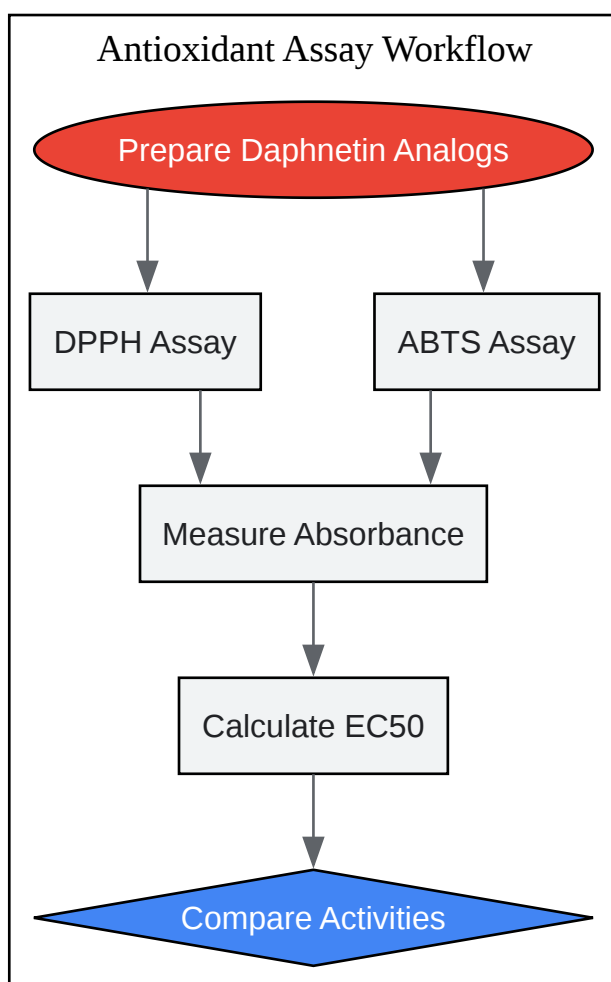 Antioxidant Assay Workflow
Prepare Daphnetin Analogs
DPPH Assay
ABTS Assay
Measure Absorbance
Calculate EC50
Compare Activities